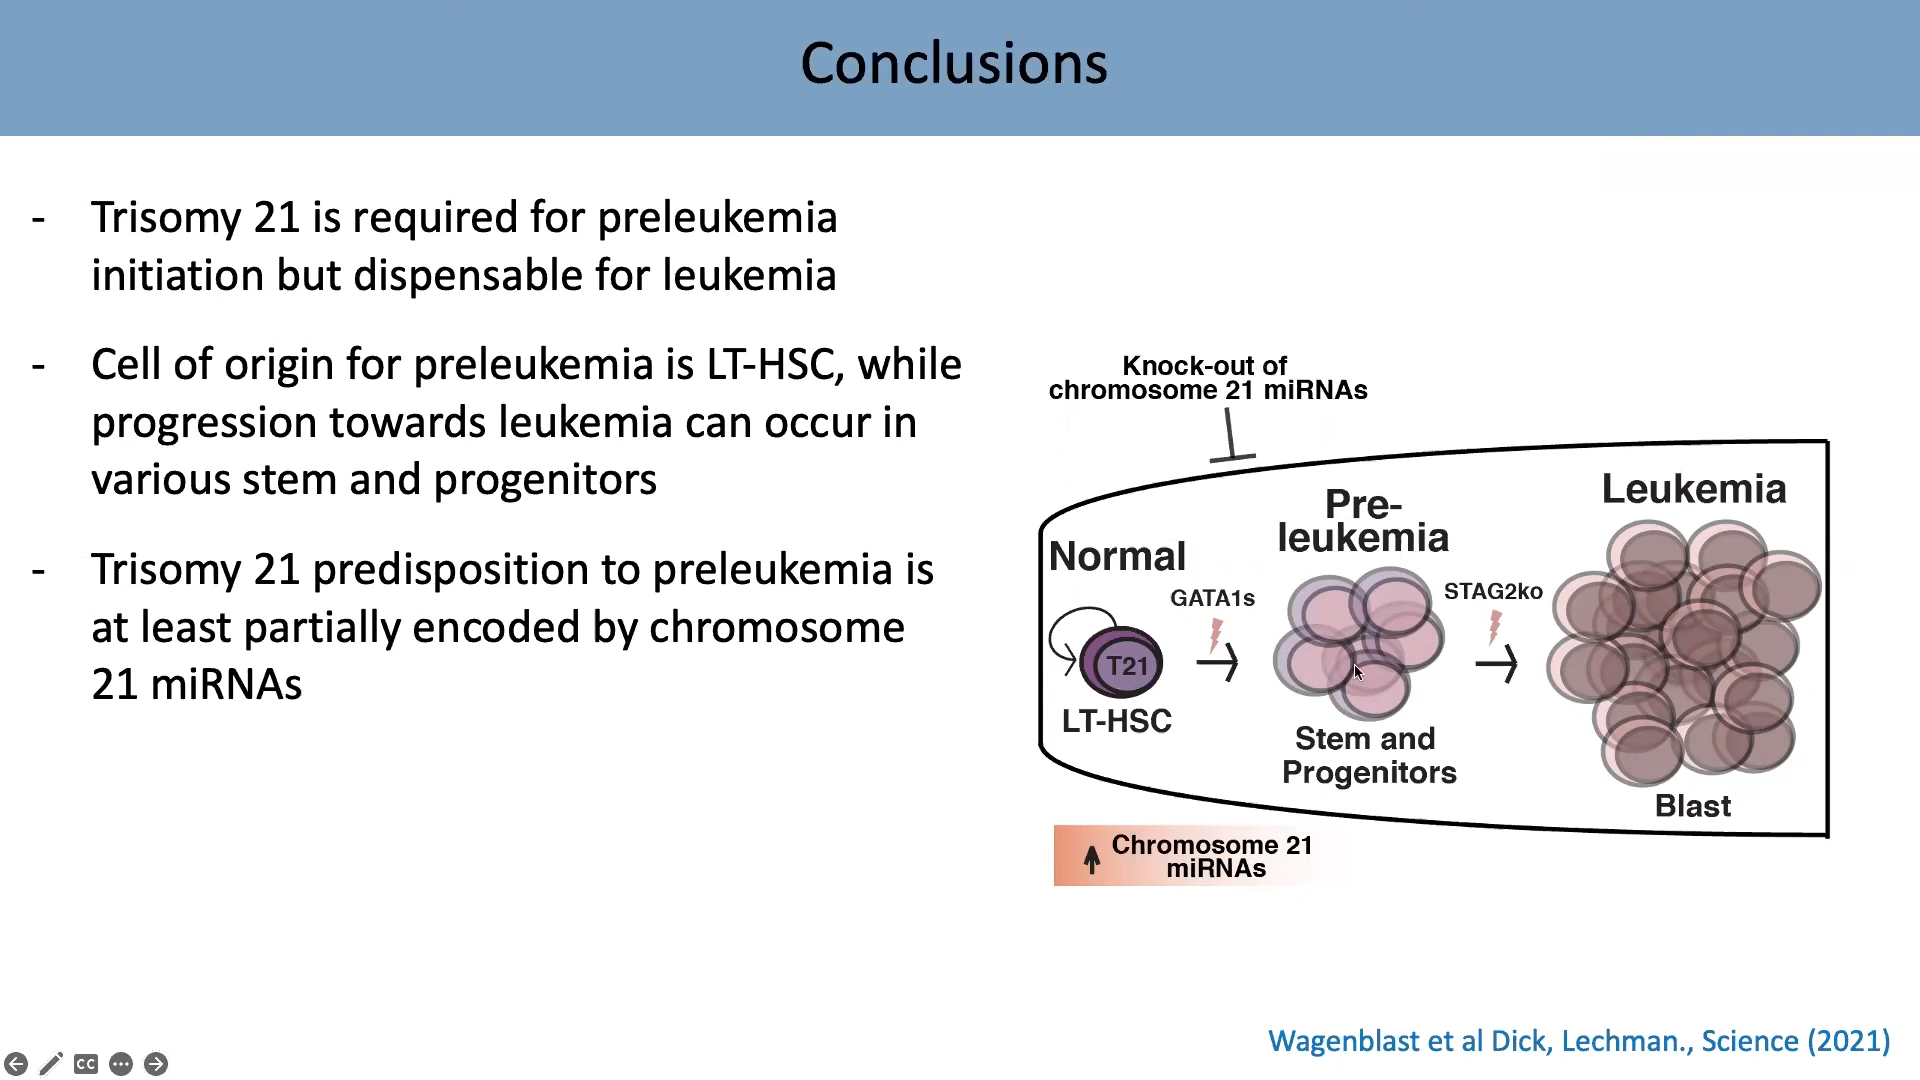 Conclusions
- Trisomy 21 is required for preleukemia
initiation but dispensable for leukemia
- Cell of origin for preleukemia is LT-HSC, while
progression towards leukemia can occur in
various stem and progenitors
- Trisomy 21 predisposition to preleukemia is
at least partially encoded by chromosome
21 miRNAs
Knock-out of
chromosome 21 miRNAs
Normal
Pre-
leukemia
Leukemia
GATA1s
STAG2ko
T21
LT-HSC
Stem and
Progenitors
Blast
Chromosome 21
miRNAs
Wagenblast et al Dick, Lechman., Science (2021)
CC